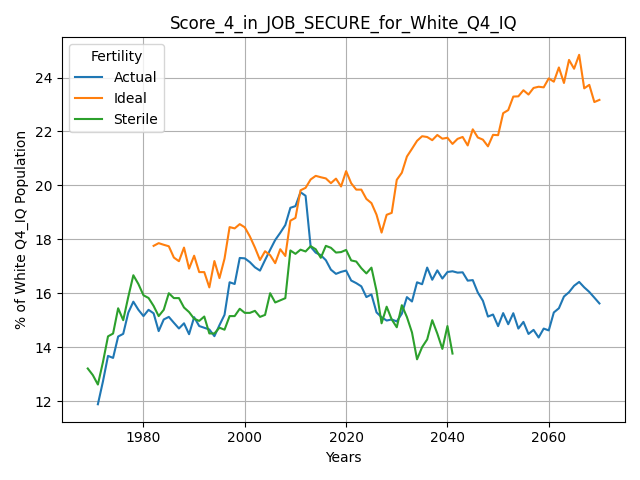 Score_4_in_JOB_SECURE_for_White_Q4_IQ
Fertility
Actual
Ideal
Sterile
% of White Q4_IQ Population
24
22
20
18
16
14
12
1980 2000 2020 2040 2060
Years